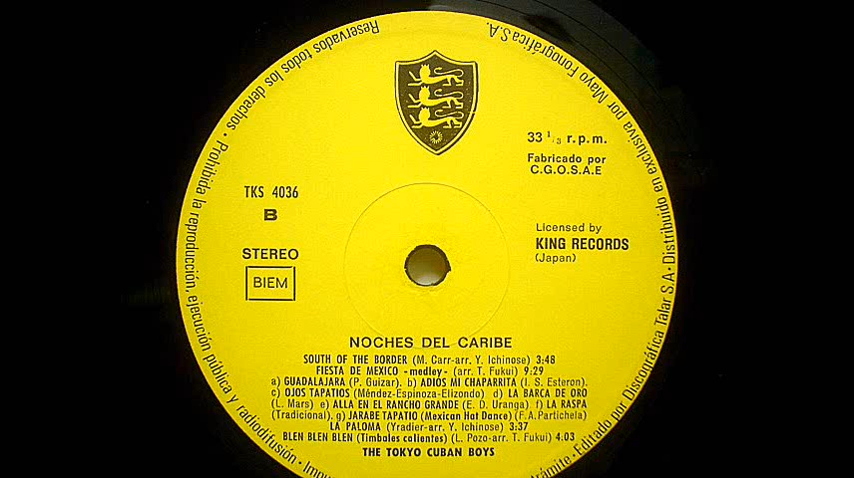 Reservados todos los derechos • Prohibida la reproducción, ejecución pública y radiodifusión •
trámite • Editado por Discográfica Talar S.A • Distribuido en exclusiva por Mayo Fonográfica S.A.
33 1/3 r.p.m.
Fabricado por
C.G.O.S.A.E
TKS 4036
B
Licensed by
KING RECORDS
(Japan)
STEREO
BIEM
NOCHES DEL CARIBE
SOUTH OF THE BORDER (M. Carr-arr. Y. Ichinose) 3:48
FIESTA DE MEXICO -medley- (arr. T. Fukui) 9:29
a) GUADALAJARA (P. Guizar). b) ADIOS MI CHAPARRITA (I. S. Esteron).
c) OJOS TAPATIOS (Méndez-Espinoza-Elizondo). d) LA BARCA DE ORO
(L. Mars) e) ALLA EN EL RANCHO GRANDE (E. D. Uranga) f) LA RASPA
(Tradicional). g) JARABE TAPATIO (Mexican Hot Dance) (F. A. Partichela)
LA PALOMA (Yradier-arr. Y. Ichinose) 3:37
BLEN BLEN BLEN (Timbales calientes) (L. Pozo-arr. T. Fukui) 4:03
THE TOKYO CUBAN BOYS